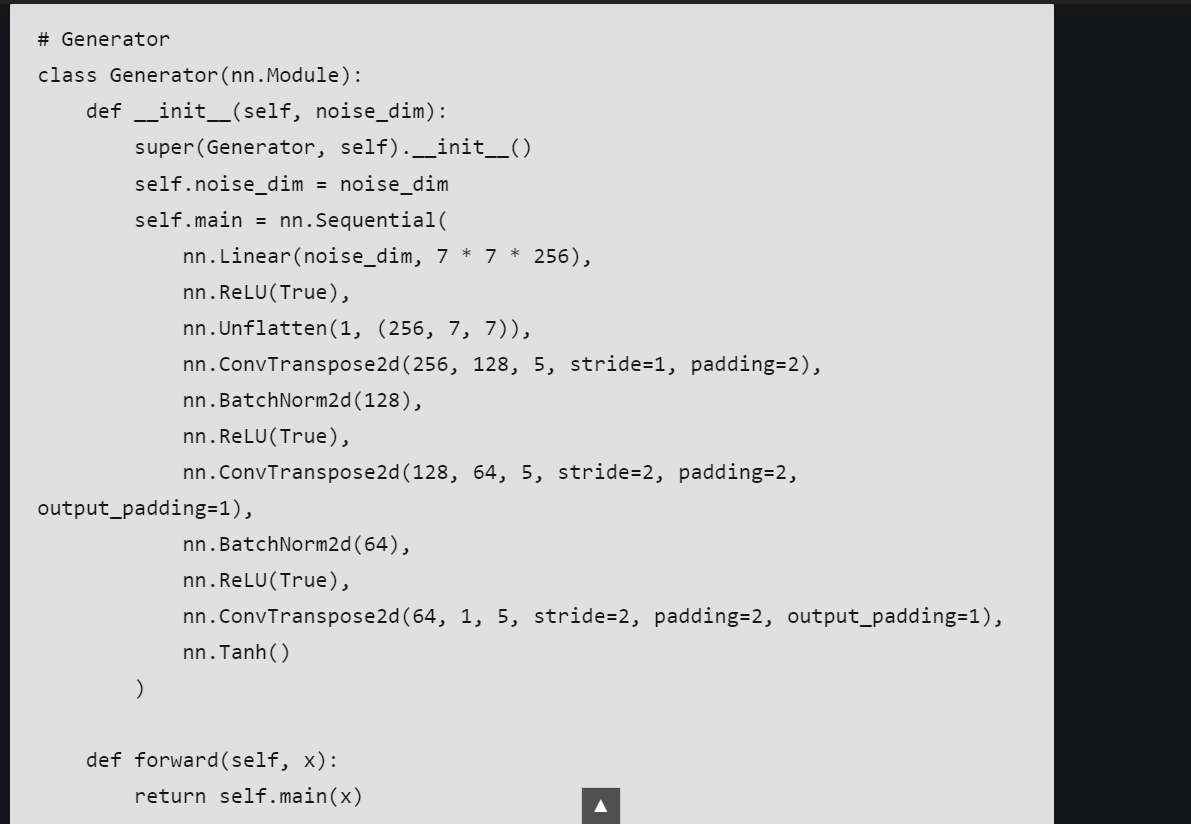 # Generator
class Generator(nn.Module):
    def __init__(self, noise_dim):
        super(Generator, self).__init__()
        self.noise_dim = noise_dim
        self.main = nn.Sequential(
            nn.Linear(noise_dim, 7 * 7 * 256),
            nn.ReLU(True),
            nn.Unflatten(1, (256, 7, 7)),
            nn.ConvTranspose2d(256, 128, 5, stride=1, padding=2),
            nn.BatchNorm2d(128),
            nn.ReLU(True),
            nn.ConvTranspose2d(128, 64, 5, stride=2, padding=2,
output_padding=1),
            nn.BatchNorm2d(64),
            nn.ReLU(True),
            nn.ConvTranspose2d(64, 1, 5, stride=2, padding=2, output_padding=1),
            nn.Tanh()
        )
    def forward(self, x):
        return self.main(x)